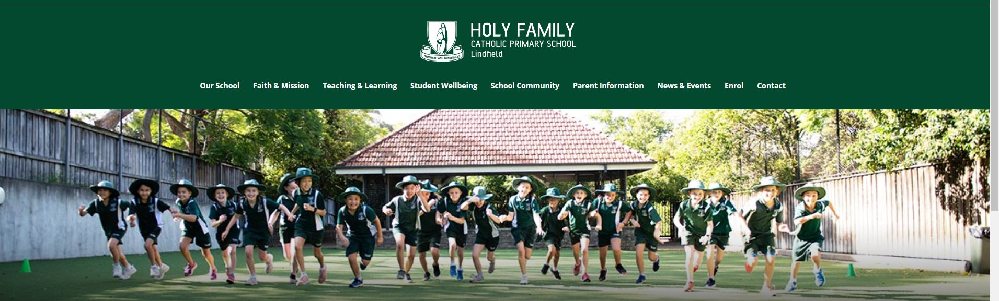 HOLY FAMILY
CATHOLIC PRIMARY SCHOOL
Lindfield
STRENGTH AND GENTLENESS
Our School Faith & Mission Teaching & Learning Student Wellbeing School Community Parent Information News & Events Enrol Contact